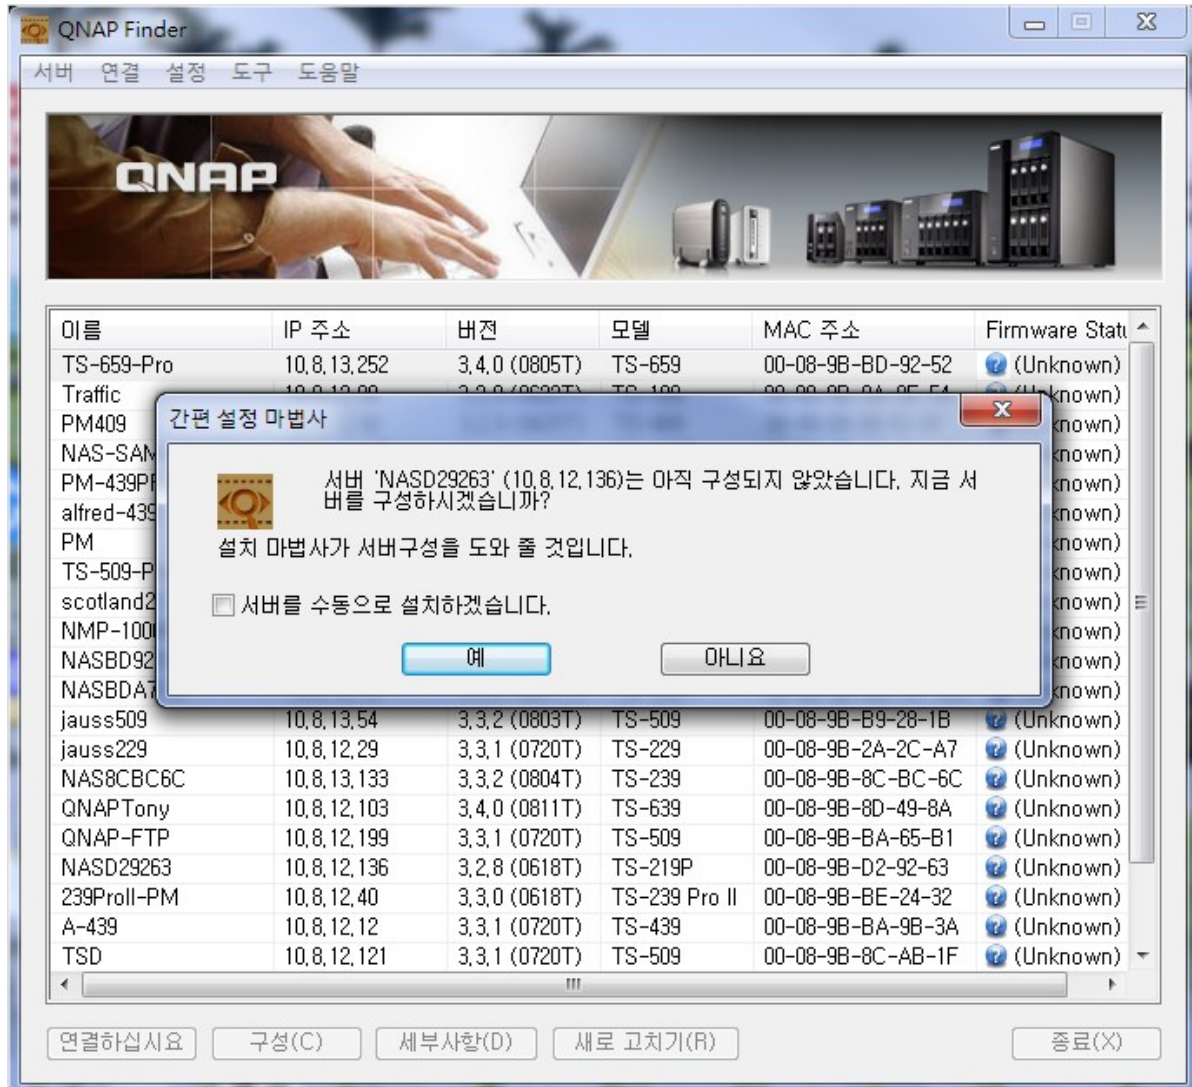 QNAP Finder
서버 연결 설정 도구 도움말
QNAP
이름 IP 주소 버전 모델 MAC 주소 Firmware Statu
TS-659-Pro 10,8,13,252 3,4,0 (0805T) TS-659 00-08-9B-BD-92-52 (Unknown)
Traffic
PM409
NAS-SAM
PM-439PR
alfred-439
PM
TS-509-P
scotland2
NMP-1000
NASBD92
NASBDA7
간편 설정 마법사
서버 'NASD29263' (10,8,12,136)는 아직 구성되지 않았습니다. 지금 서
버를 구성하시겠습니까?
설치 마법사가 서버구성을 도와 줄 것입니다.
서버를 수동으로 설치하겠습니다.
예 아니요
jauss509 10,8,13,54 3,3,2 (0803T) TS-509 00-08-9B-B9-28-1B (Unknown)
jauss229 10,8,12,29 3,3,1 (0720T) TS-229 00-08-9B-2A-2C-A7 (Unknown)
NAS8CBC6C 10,8,13,133 3,3,2 (0804T) TS-239 00-08-9B-8C-BC-6C (Unknown)
QNAPTony 10,8,12,103 3,4,0 (0811T) TS-639 00-08-9B-8D-49-8A (Unknown)
QNAP-FTP 10,8,12,199 3,3,1 (0720T) TS-509 00-08-9B-BA-65-B1 (Unknown)
NASD29263 10,8,12,136 3,2,8 (0618T) TS-219P 00-08-9B-D2-92-63 (Unknown)
239ProII-PM 10,8,12,40 3,3,0 (0618T) TS-239 Pro II 00-08-9B-BE-24-32 (Unknown)
A-439 10,8,12,12 3,3,1 (0720T) TS-439 00-08-9B-BA-9B-3A (Unknown)
TSD 10,8,12,121 3,3,1 (0720T) TS-509 00-08-9B-8C-AB-1F (Unknown)
연결하십시요 구성(C) 세부사항(D) 새로 고치기(R) 종료(X)